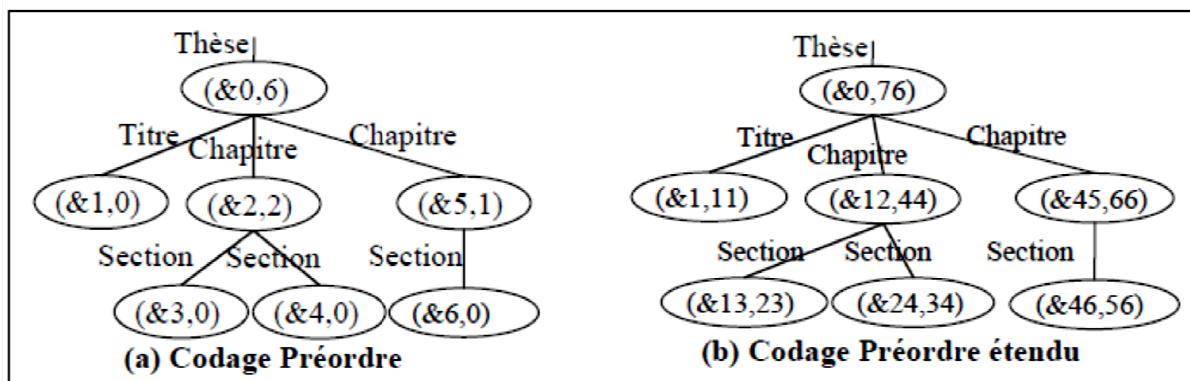 Thèse
(&0,6)
Titre
Chapitre
Chapitre
(&1,0)
(&2,2)
(&5,1)
Section
Section
Section
(&3,0)
(&4,0)
(&6,0)
(a) Codage Préordre
Thèse
(&0,76)
Titre
Chapitre
Chapitre
(&1,11)
(&12,44)
(&45,66)
Section
Section
Section
(&13,23)
(&24,34)
(&46,56)
(b) Codage Préordre étendu